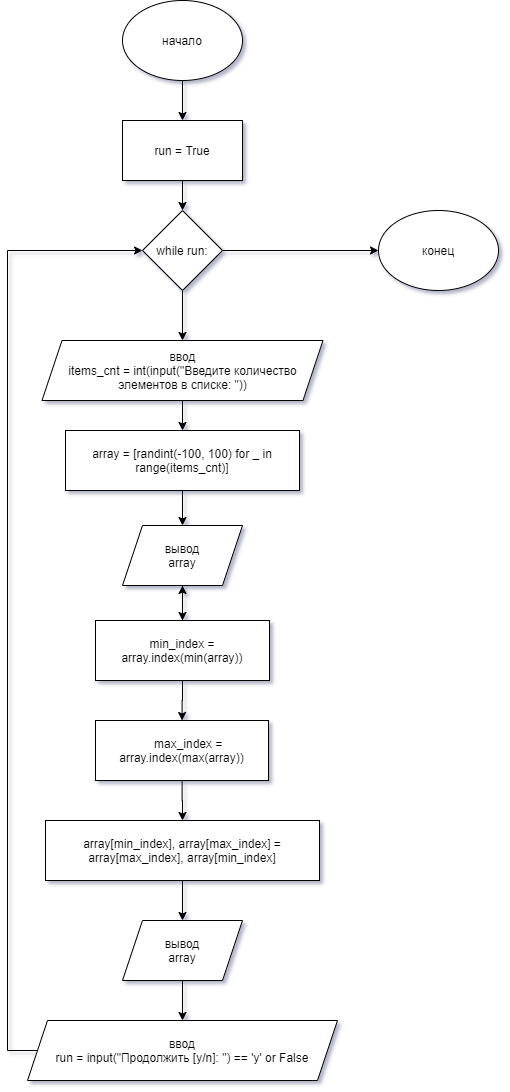 начало
run = True
while run:
конец
ввод
items_cnt = int(input("Введите количество
элементов в списке: "))
array = [randint(-100, 100) for _ in
range(items_cnt)]
вывод
array
min_index =
array.index(min(array))
max_index =
array.index(max(array))
array[min_index], array[max_index] =
array[max_index], array[min_index]
вывод
array
ввод
run = input("Продолжить [y/n]: ") == 'y' or False